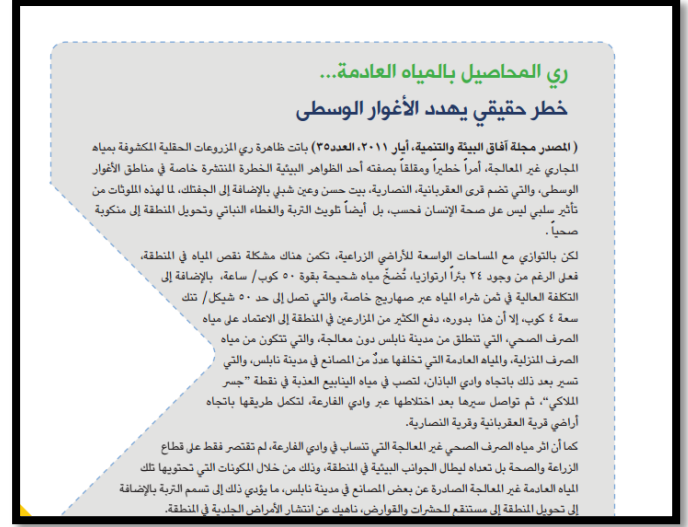 ري المحاصيل بالمياه العادمة...
خطر حقيقي يهدد الأغوار الوسطى
( المصدر مجلة آفاق البيئة والتنمية، أيار ٢٠١١، العدد٣٥) باتت ظاهرة ري المزروعات الحقلية المكشوفة بمياه
المجاري غير المعالجة، أمراً خطيراً ومقلقاً بصفته أحد الظواهر البيئية الخطرة المنتشرة خاصة في مناطق الأغوار
الوسطى، والتي تضم قرى العقربانية، النصارية، بيت حسن وعين شبلي بالإضافة إلى الجفتلك، لما لهذه الملوثات من
تأثير سلبي ليس على صحة الإنسان فحسب، بل أيضاً تلويث التربة والغطاء النباتي وتحويل المنطقة إلى منكوبة
صحياً .
لكن بالتوازي مع المساحات الواسعة للأراضي الزراعية، تكمن هناك مشكلة نقص المياه في المنطقة،
فعلى الرغم من وجود ٢٤ بئراً ارتوازيا، تُضخّ مياه شحيحة بقوة ٥٠ كوب/ ساعة، بالإضافة إلى
التكلفة العالية في ثمن شراء المياه عبر صهاريج خاصة، والتي تصل إلى حد ٥٠ شيكل/ تنك
سعة ٤ كوب، إلا أن هذا بدوره، دفع الكثير من المزارعين في المنطقة إلى الاعتماد على مياه
الصرف الصحي، التي تنطلق من مدينة نابلس دون معالجة، والتي تتكون من مياه
الصرف المنزلية، والمياه العادمة التي تخلفها عددٌ من المصانع في مدينة نابلس، والتي
تسير بعد ذلك باتجاه وادي الباذان، لتصب في مياه الينابيع العذبة في نقطة ”جسر
الملاكي“، ثم تواصل سيرها بعد اختلاطها عبر وادي الفارعة، لتكمل طريقها باتجاه
أراضي قرية العقربانية وقرية النصارية.
كما أن اثر مياه الصرف الصحي غير المعالجة التي تنساب في وادي الفارعة، لم تقتصر فقط على قطاع
الزراعة والصحة بل تعداه ليطال الجوانب البيئية في المنطقة، وذلك من خلال المكونات التي تحتويها تلك
المياه العادمة غير المعالجة الصادرة عن بعض المصانع في مدينة نابلس، ما يؤدي ذلك إلى تسمم التربة بالإضافة
إلى تحويل المنطقة إلى مستنقع للحشرات والقوارض، ناهيك عن انتشار الأمراض الجلدية في المنطقة.